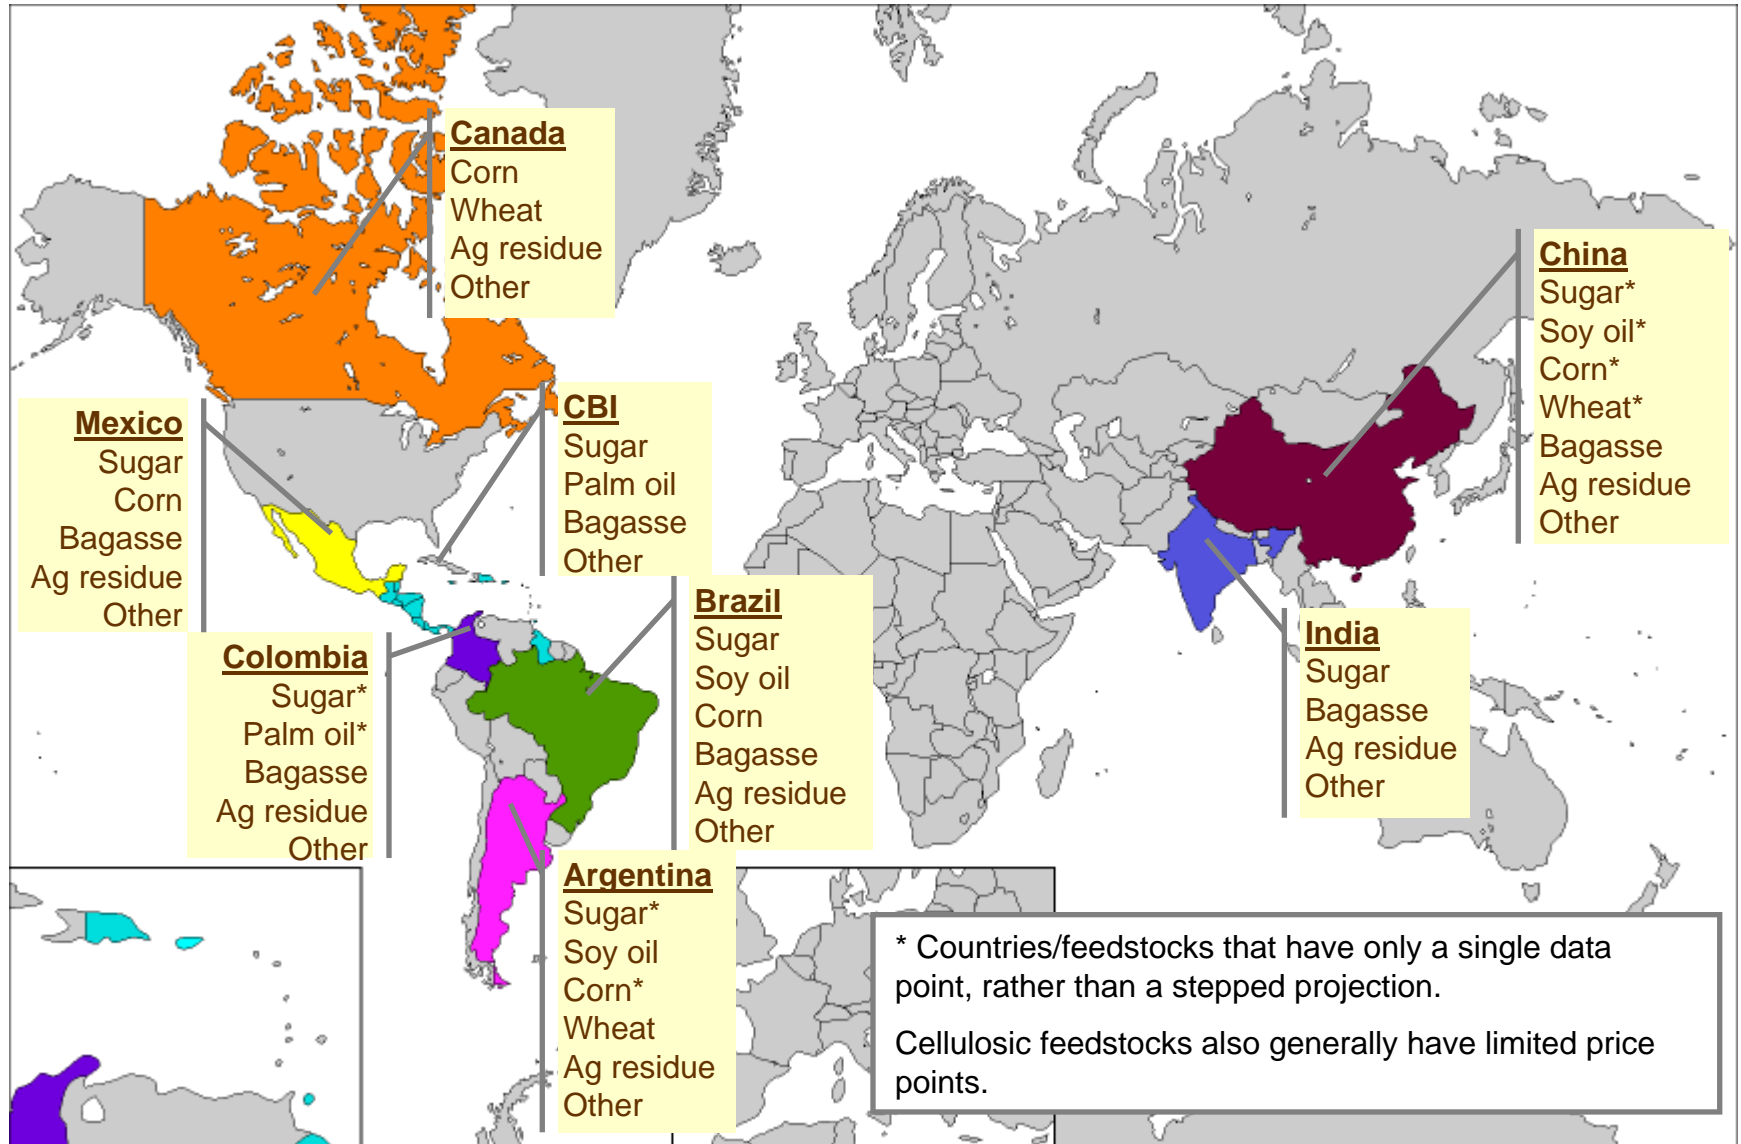 Canada
Corn
Wheat
Ag residue
Other
China
Sugar*
Soy oil*
Corn*
Wheat*
Bagasse
Ag residue
Other
Mexico
Sugar
Corn
Bagasse
Ag residue
Other
CBI
Sugar
Palm oil
Bagasse
Other
Brazil
Sugar
Soy oil
Corn
Bagasse
Ag residue
Other
India
Sugar
Bagasse
Ag residue
Other
Colombia
Sugar*
Palm oil*
Bagasse
Ag residue
Other
Argentina
Sugar*
Soy oil
Corn*
Wheat
Ag residue
Other
* Countries/feedstocks that have only a single data
point, rather than a stepped projection.
Cellulosic feedstocks also generally have limited price
points.